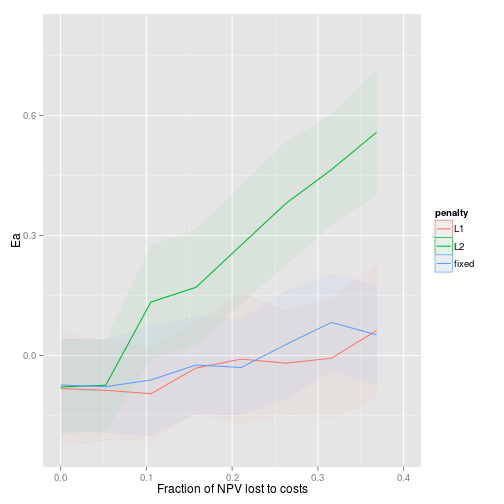 Ea
0.6
0.3
0.0
0.0 0.1 0.2 0.3 0.4
Fraction of NPV lost to costs
penalty
L1
L2
fixed